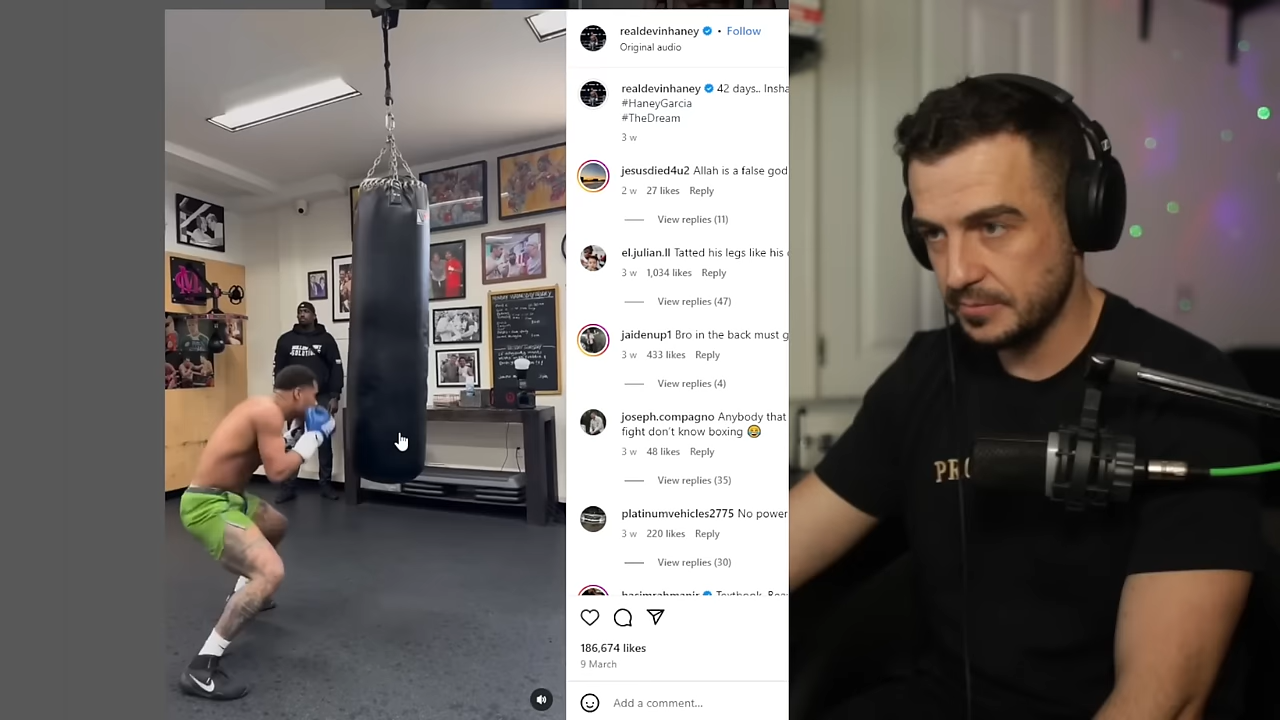 realdevinhaney • Follow
Original audio
realdevinhaney 42 days.. Insha
#HaneyGarcia
#TheDream
3 w
jesusdied4u2 Allah is a false god
2 w 27 likes Reply
View replies (11)
el.julian.ll Tatted his legs like his
3 w 1,034 likes Reply
View replies (47)
jaidenup1 Bro in the back must g
3 w 433 likes Reply
View replies (4)
joseph.compagno Anybody that
fight don't know boxing 😂
3 w 48 likes Reply
View replies (35)
platinumvehicles2775 No power
3 w 220 likes Reply
View replies (30)
hasimrahmanjr Textbook
186,674 likes
9 March
Add a comment...